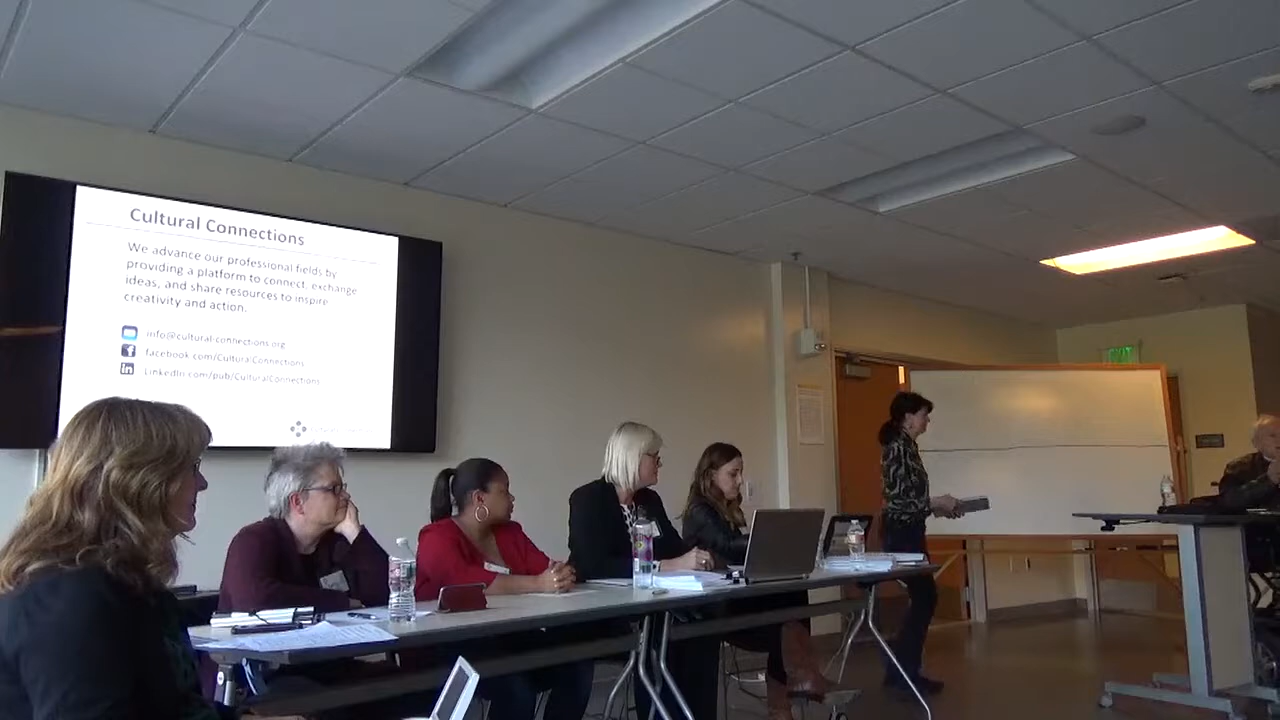 Cultural Connections
We advance our professional fields by
providing a platform to connect, exchange
ideas, and share resources to inspire
creativity and action.
info@cultural-connections.org
facebook.com/CulturalConnections
LinkedIn.com/pub/CulturalConnections